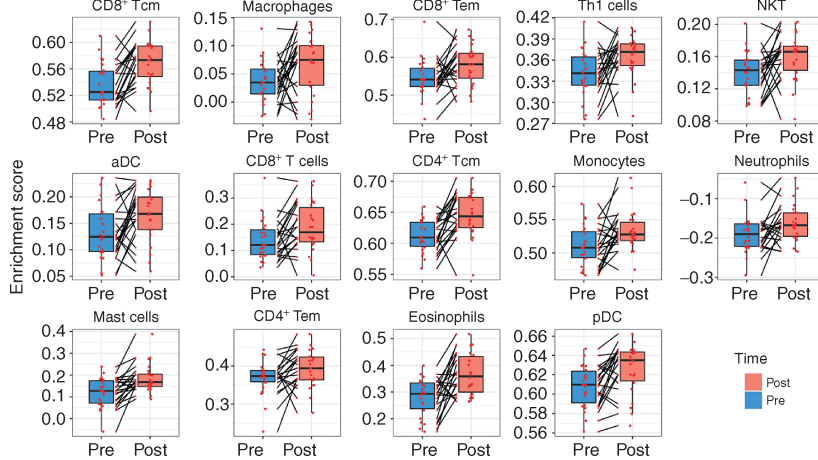 CD8⁺ Tcm
Macrophages
CD8⁺ Tem
Th1 cells
NKT
0.60
0.56
0.52
0.48
0.15
0.10
0.05
0.00
0.7
0.6
0.5
0.42
0.39
0.36
0.33
0.30
0.27
0.20
0.16
0.12
0.08
Pre Post
Pre Post
Pre Post
Pre Post
Pre Post
Enrichment score
aDC
CD8⁺ T cells
CD4⁺ Tcm
Monocytes
Neutrophils
0.20
0.15
0.10
0.05
0.3
0.2
0.1
0.0
0.70
0.65
0.60
0.55
0.60
0.55
0.50
−0.1
−0.2
−0.3
Pre Post
Pre Post
Pre Post
Pre Post
Pre Post
Mast cells
CD4⁺ Tem
Eosinophils
pDC
0.4
0.3
0.2
0.1
0.0
0.4
0.3
0.5
0.4
0.3
0.2
0.66
0.64
0.62
0.60
0.58
0.56
Pre Post
Pre Post
Pre Post
Pre Post
Time
Post
Pre